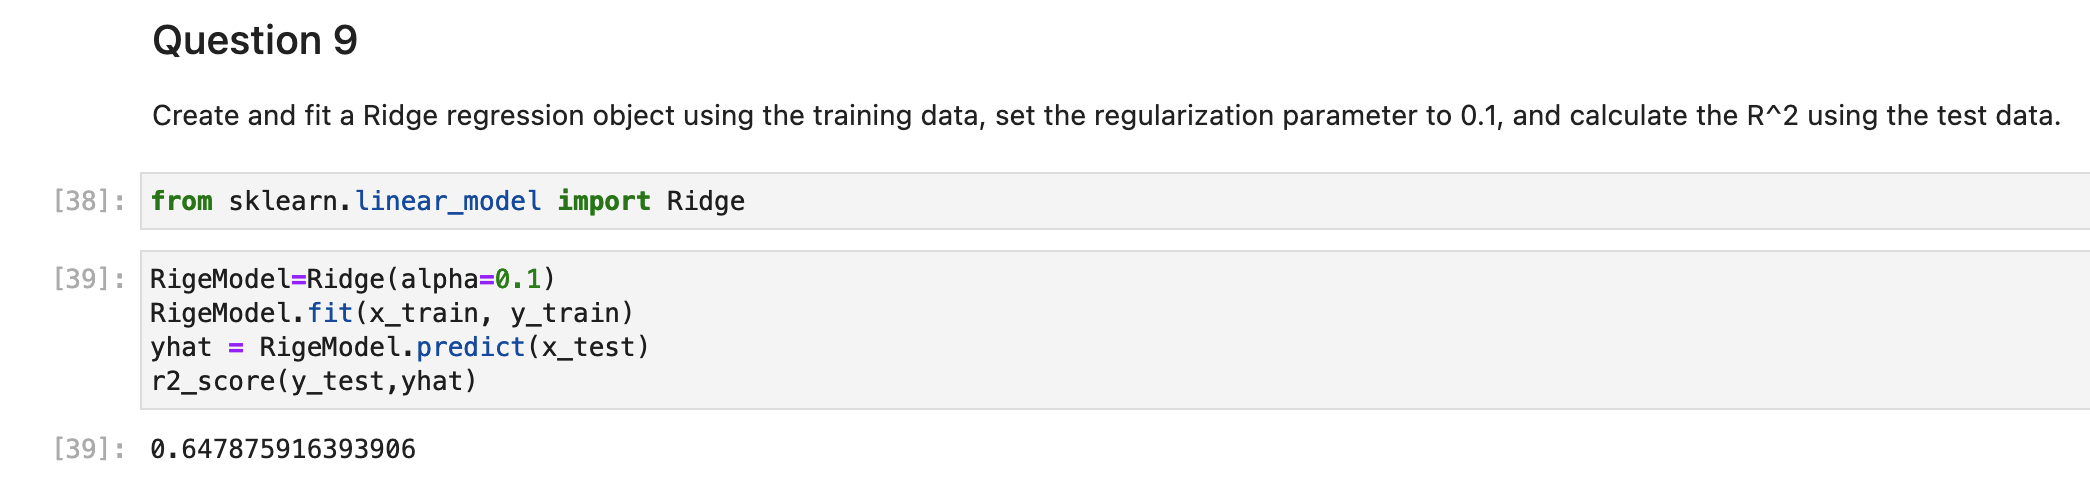 Question 9
Create and fit a Ridge regression object using the training data, set the regularization parameter to 0.1, and calculate the R^2 using the test data.
[38]: from sklearn.linear_model import Ridge
[39]: RigeModel=Ridge(alpha=0.1)
RigeModel.fit(x_train, y_train)
yhat = RigeModel.predict(x_test)
r2_score(y_test,yhat)
[39]: 0.647875916393906